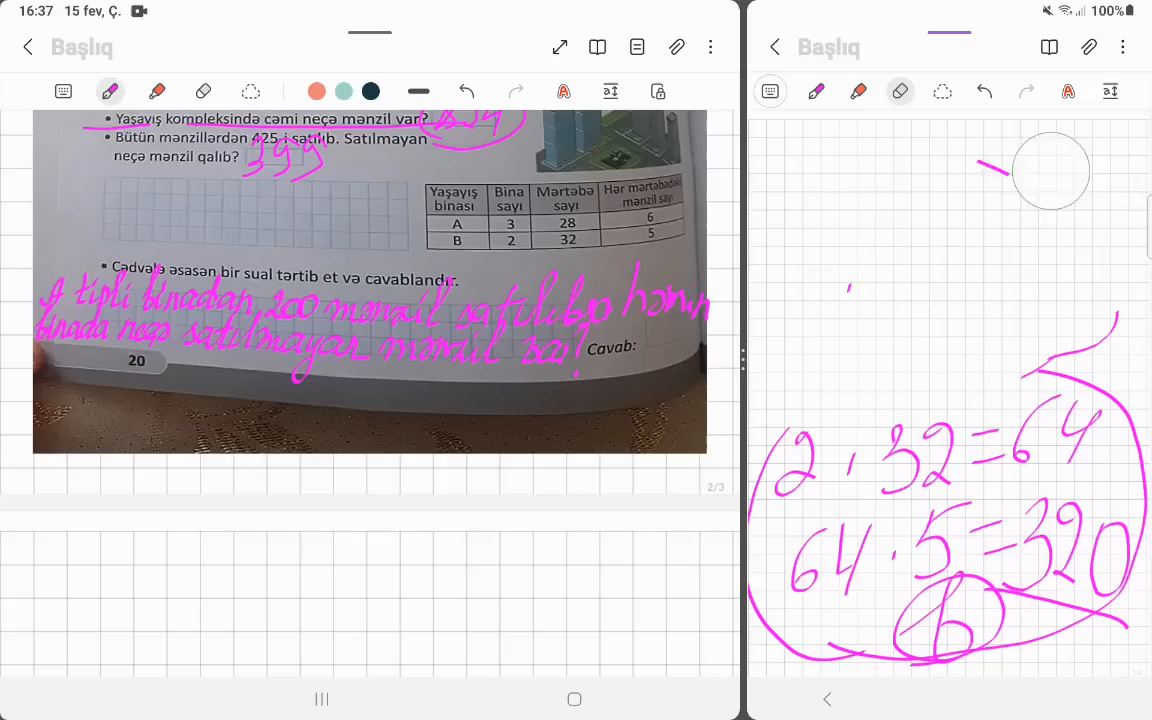 16:37 15 fev, Ç.
100%
Başlıq
Başlıq
• Yaşayış kompleksində cəmi neçə mənzil var?
• Bütün mənzillərdən 425-i satılıb. Satılmayan
neçə mənzil qalıb? 399
Yaşayış binası Bina sayı Mərtəbə sayı Hər mərtəbədəki mənzil sayı
A 3 28 6
B 2 32 5
• Cədvələ əsasən bir sual tərtib et və cavablandır.
A tipli binadan 200 mənzil satılıb həmin
binada neçə satılmayan mənzil var?
Cavab:
20
2/3
2 · 32 = 64
64 · 5 = 320
b